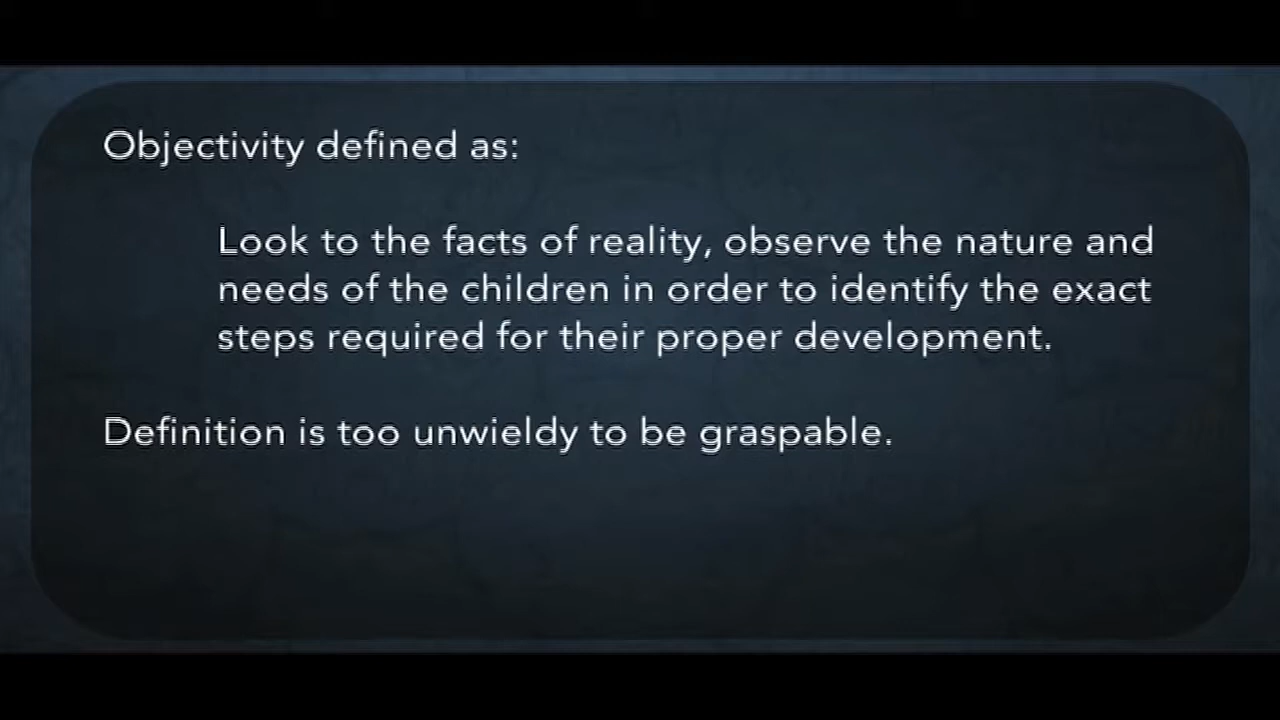 Objectivity defined as:
Look to the facts of reality, observe the nature and
needs of the children in order to identify the exact
steps required for their proper development.
Definition is too unwieldy to be graspable.